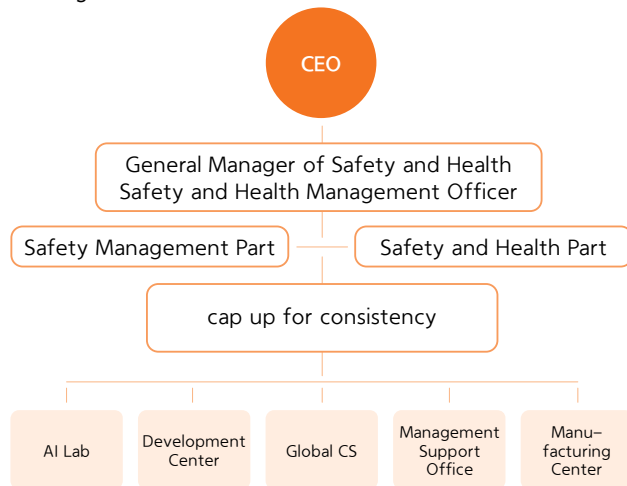 CEO
General Manager of Safety and Health
Safety and Health Management Officer
Safety Management Part
Safety and Health Part
cap up for consistency
AI Lab
Development
Center
Global CS
Management
Support
Office
Manu–
facturing
Center